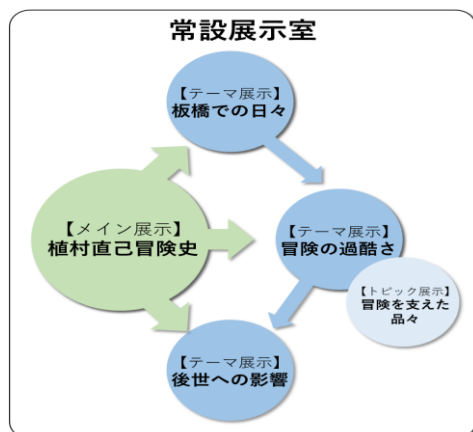 常設展示室
【テーマ展示】
板橋での日々
【メイン展示】
植村直己冒険史
【テーマ展示】
冒険の過酷さ
【トピック展示】
冒険を支えた
品々
【テーマ展示】
後世への影響